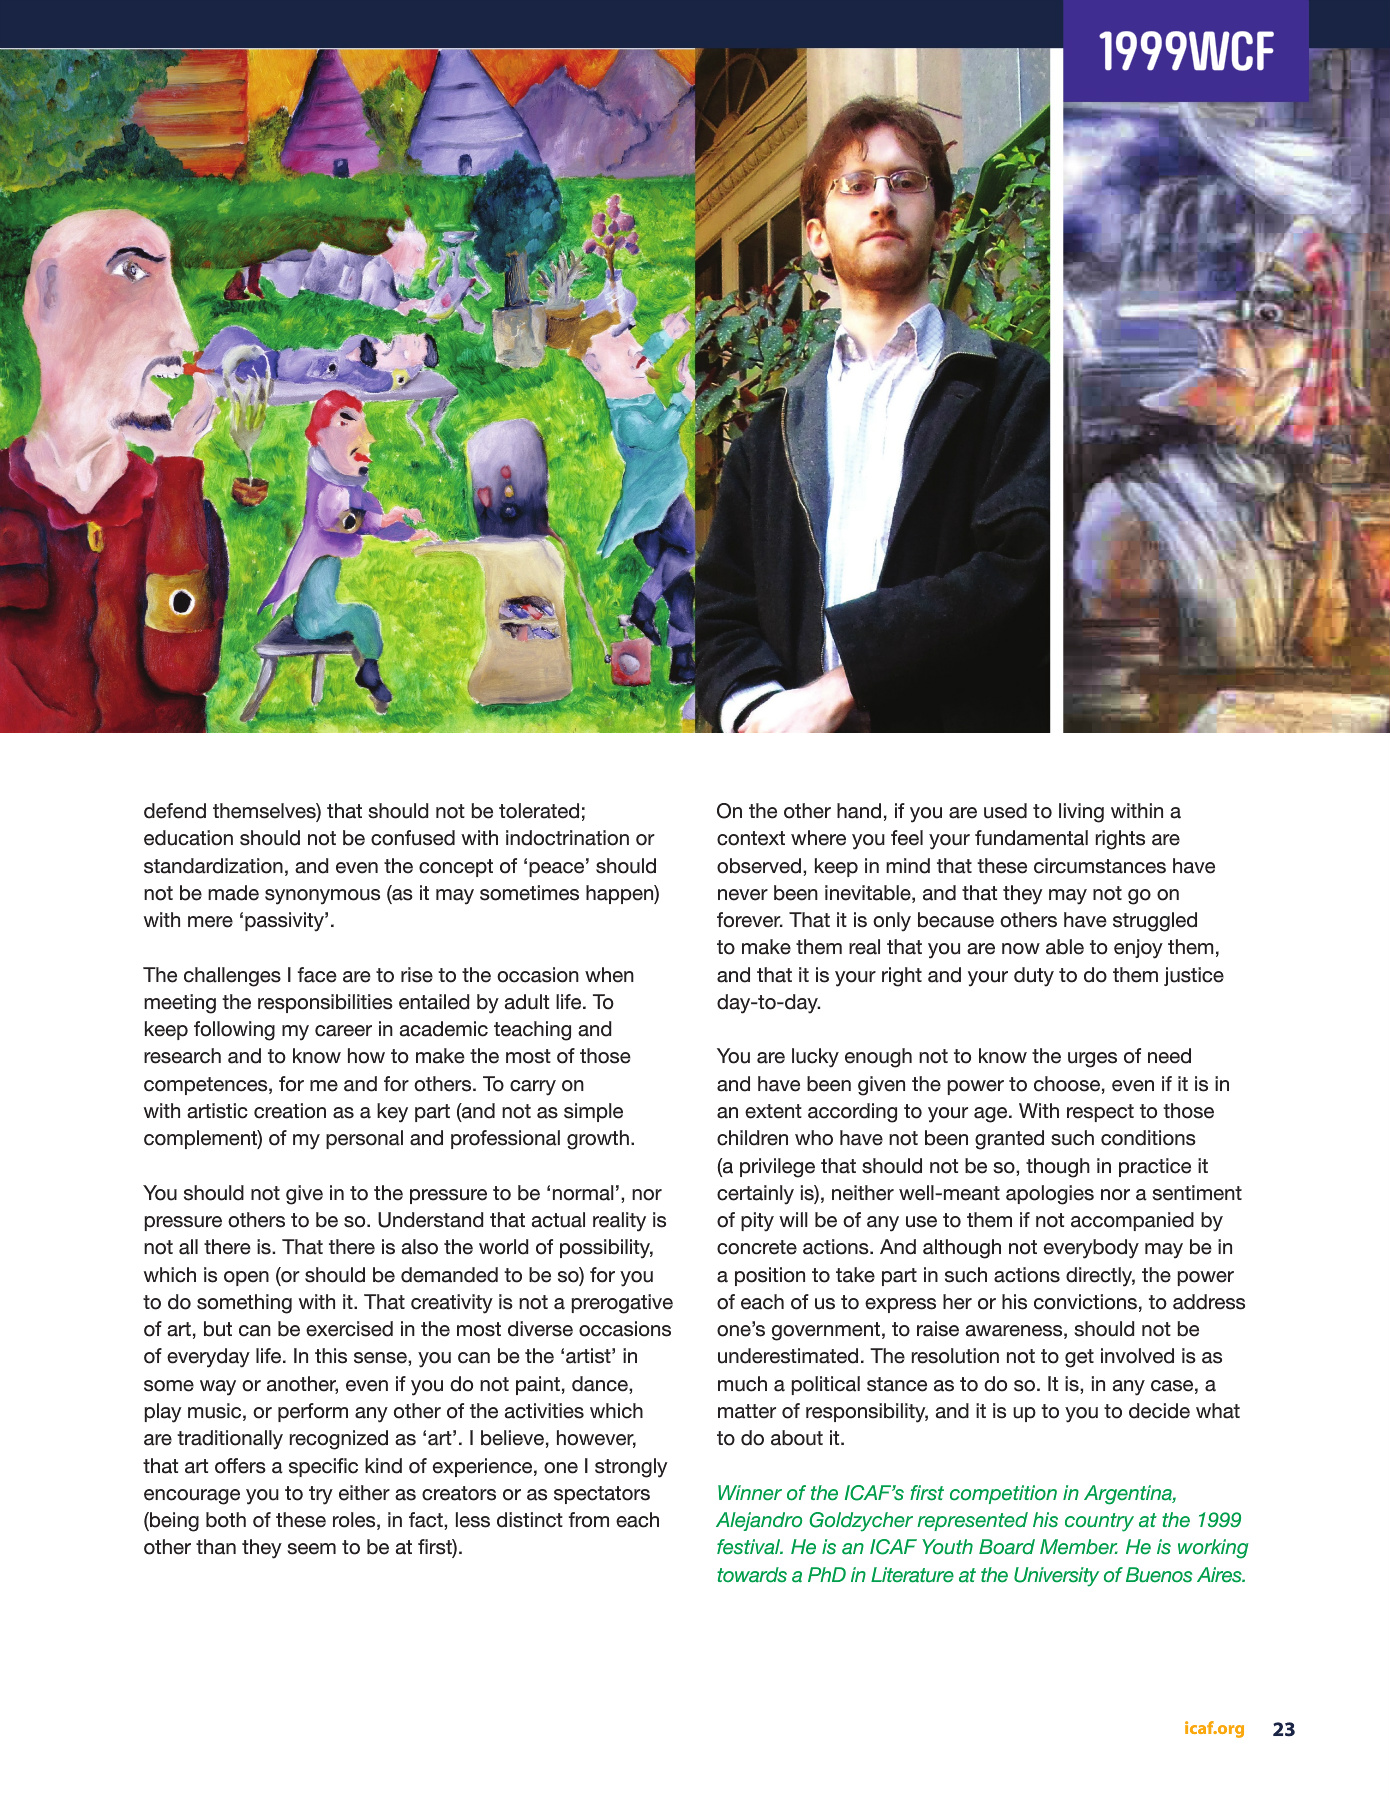 1999WCF
defend themselves) that should not be tolerated;
education should not be confused with indoctrination or
standardization, and even the concept of ‘peace’ should
not be made synonymous (as it may sometimes happen)
with mere ‘passivity’.
The challenges I face are to rise to the occasion when
meeting the responsibilities entailed by adult life. To
keep following my career in academic teaching and
research and to know how to make the most of those
competences, for me and for others. To carry on
with artistic creation as a key part (and not as simple
complement) of my personal and professional growth.
You should not give in to the pressure to be ‘normal’, nor
pressure others to be so. Understand that actual reality is
not all there is. That there is also the world of possibility,
which is open (or should be demanded to be so) for you
to do something with it. That creativity is not a prerogative
of art, but can be exercised in the most diverse occasions
of everyday life. In this sense, you can be the ‘artist’ in
some way or another, even if you do not paint, dance,
play music, or perform any other of the activities which
are traditionally recognized as ‘art’. I believe, however,
that art offers a specific kind of experience, one I strongly
encourage you to try either as creators or as spectators
(being both of these roles, in fact, less distinct from each
other than they seem to be at first).
On the other hand, if you are used to living within a
context where you feel your fundamental rights are
observed, keep in mind that these circumstances have
never been inevitable, and that they may not go on
forever. That it is only because others have struggled
to make them real that you are now able to enjoy them,
and that it is your right and your duty to do them justice
day-to-day.
You are lucky enough not to know the urges of need
and have been given the power to choose, even if it is in
an extent according to your age. With respect to those
children who have not been granted such conditions
(a privilege that should not be so, though in practice it
certainly is), neither well-meant apologies nor a sentiment
of pity will be of any use to them if not accompanied by
concrete actions. And although not everybody may be in
a position to take part in such actions directly, the power
of each of us to express her or his convictions, to address
one’s government, to raise awareness, should not be
underestimated. The resolution not to get involved is as
much a political stance as to do so. It is, in any case, a
matter of responsibility, and it is up to you to decide what
to do about it.
Winner of the ICAF’s first competition in Argentina,
Alejandro Goldzycher represented his country at the 1999
festival. He is an ICAF Youth Board Member. He is working
towards a PhD in Literature at the University of Buenos Aires.
icaf.org 23